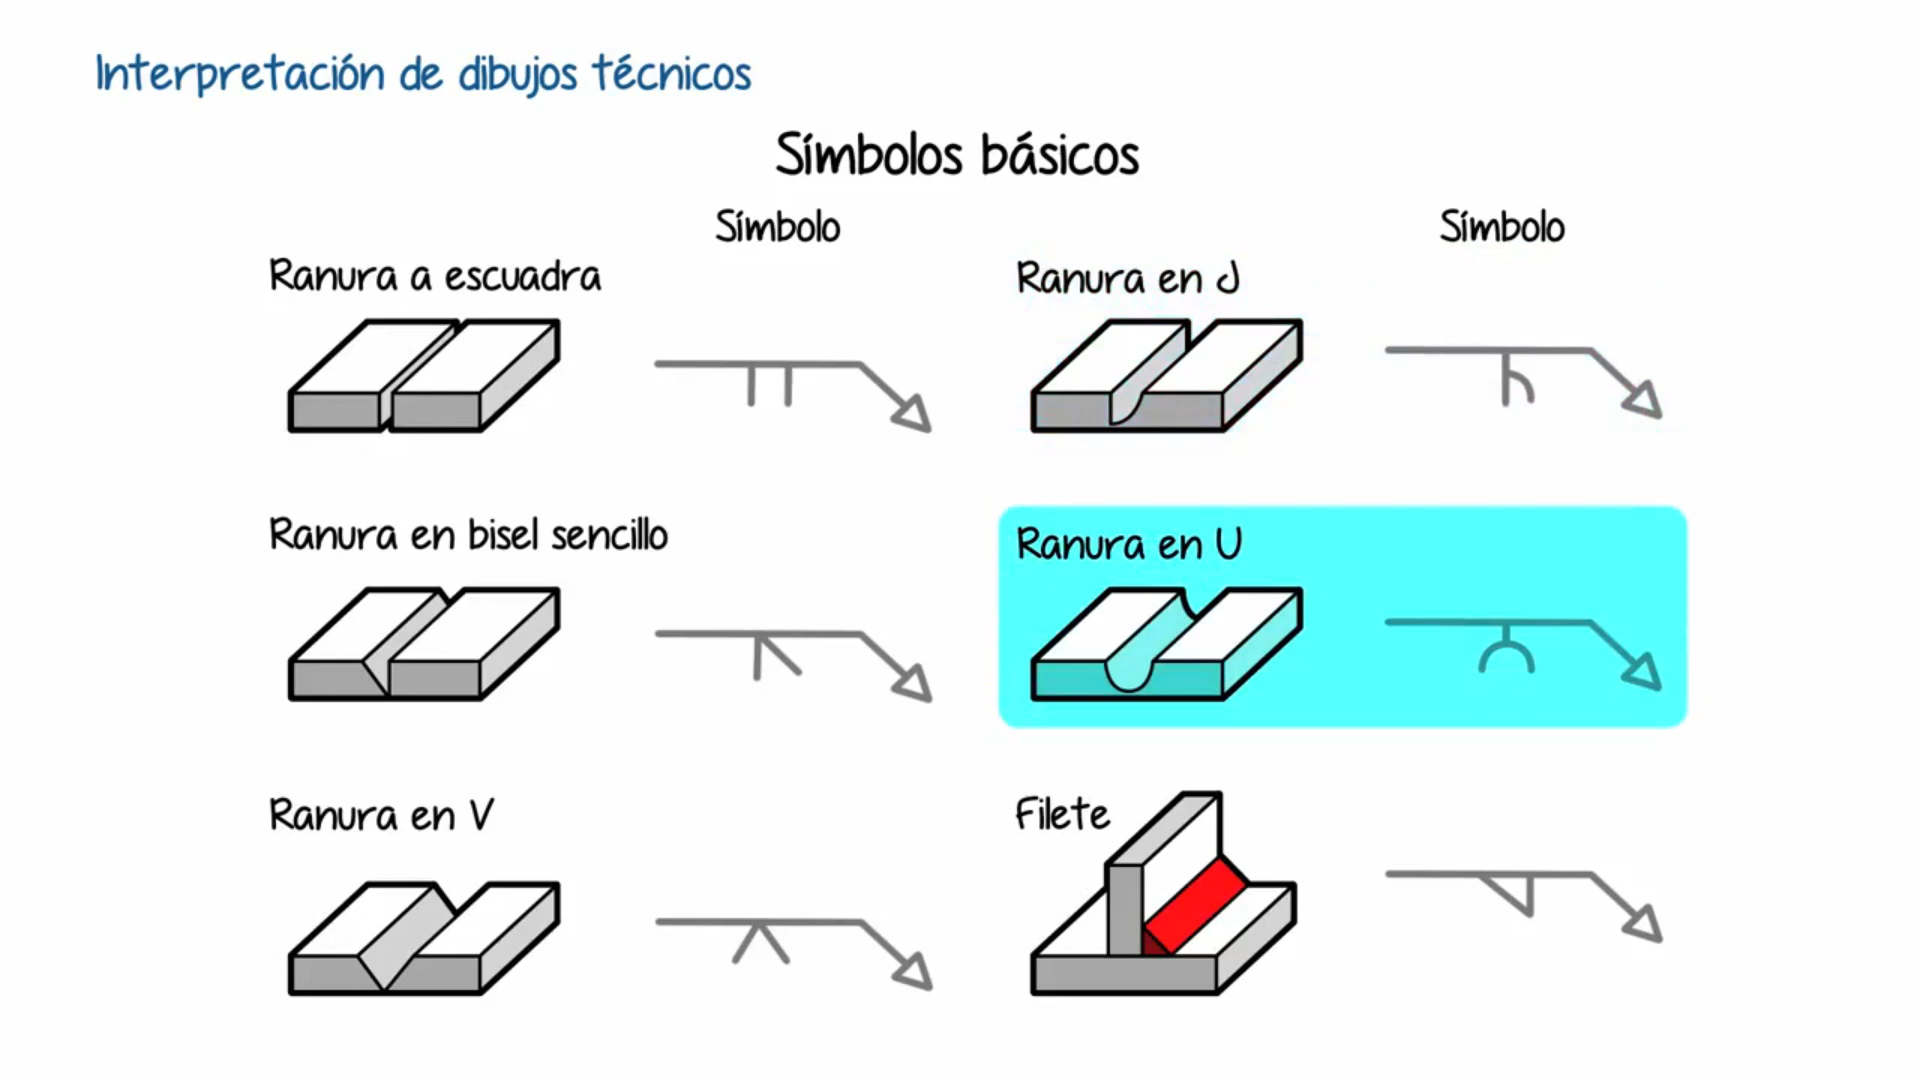 Interpretación de dibujos técnicos
Símbolos básicos
Símbolo
Símbolo
Ranura a escuadra
Ranura en J
Ranura en bisel sencillo
Ranura en U
Ranura en V
Filete